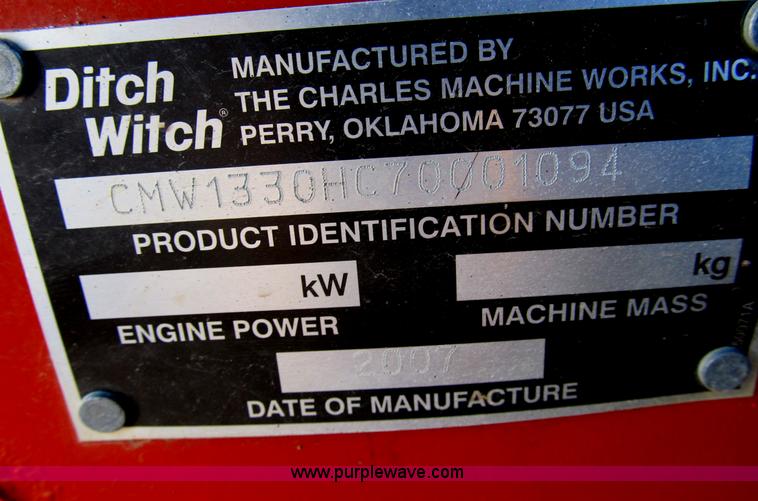 Ditch Witch®
MANUFACTURED BY
THE CHARLES MACHINE WORKS, INC.
PERRY, OKLAHOMA 73077 USA
CMW1330HC70001094
PRODUCT IDENTIFICATION NUMBER
kW
kg
ENGINE POWER
MACHINE MASS
2007
DATE OF MANUFACTURE
www.purplewave.com